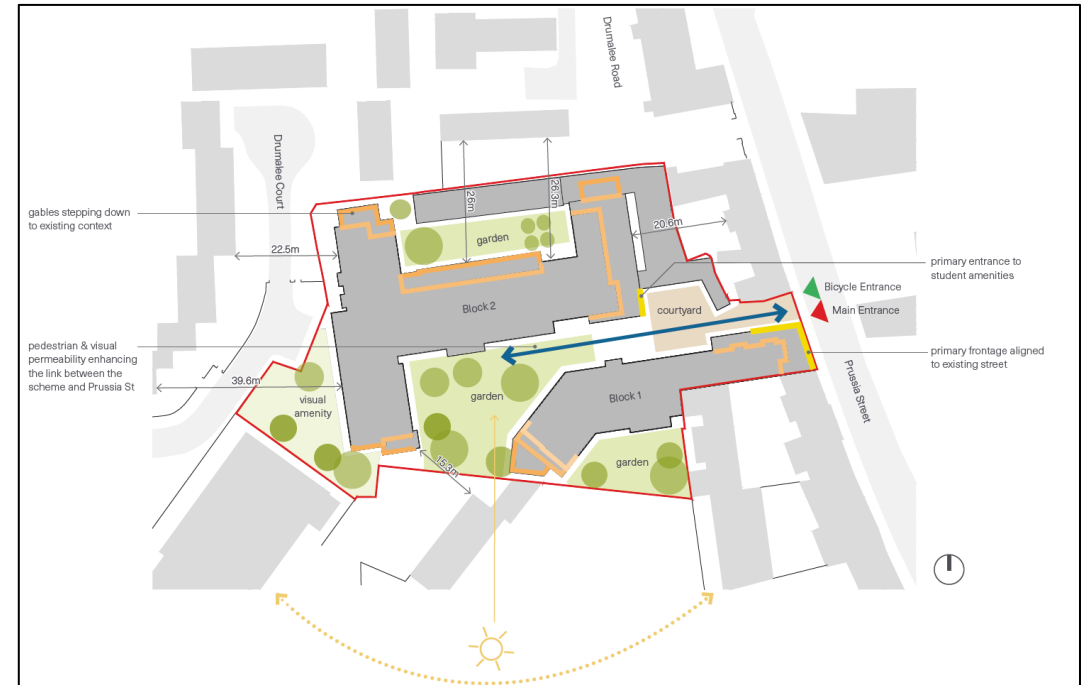 Drumalee
Road
Drumalee Court
gables stepping down
to existing context
22.5m
26m
26.3m
20.6m
garden
primary entrance to
student amenities
Bicycle Entrance
Main Entrance
courtyard
Block 2
pedestrian & visual
permeability enhancing
the link between the
scheme and Prussia St
primary frontage aligned
to existing street
Prussia Street
39.6m
visual
amenity
garden
Block 1
15.3m
garden